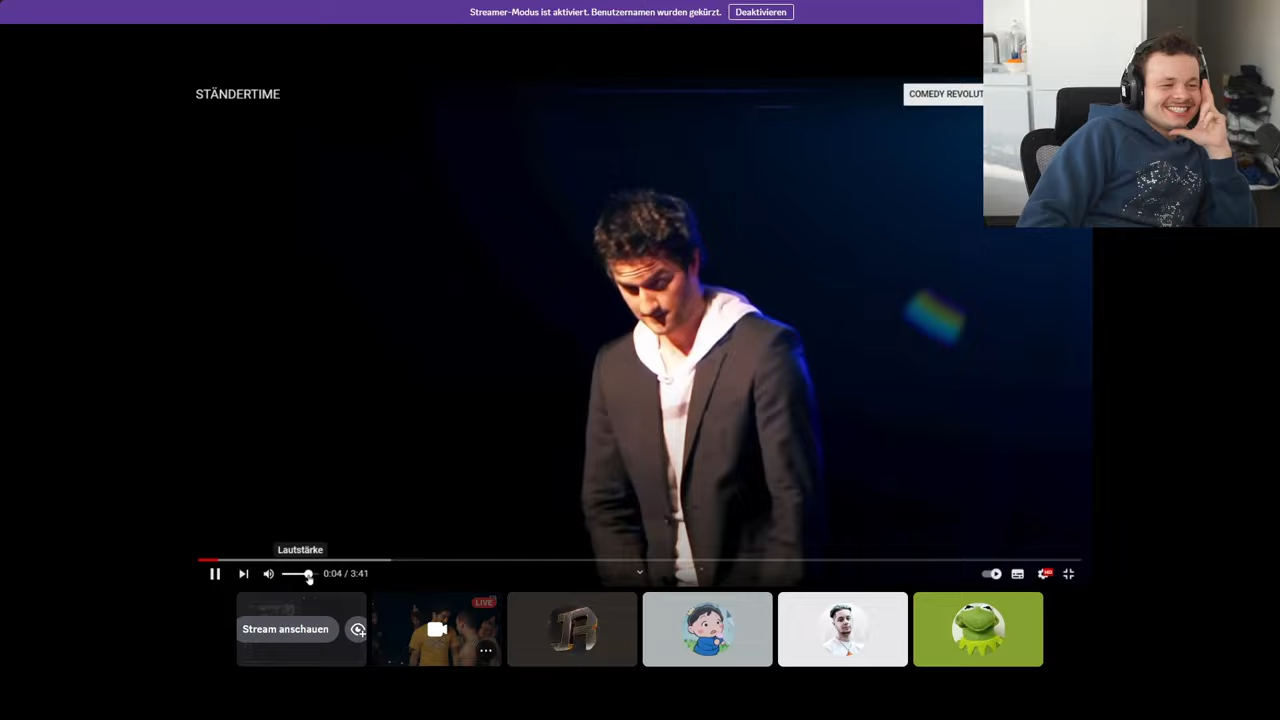 Streamer-Modus ist aktiviert. Benutzernamen wurden gekürzt.
Deaktivieren
STÄNDERTIME
COMEDY REVOLUT
Lautstärke
0:04 / 3:41
HD
Stream anschauen
LIVE